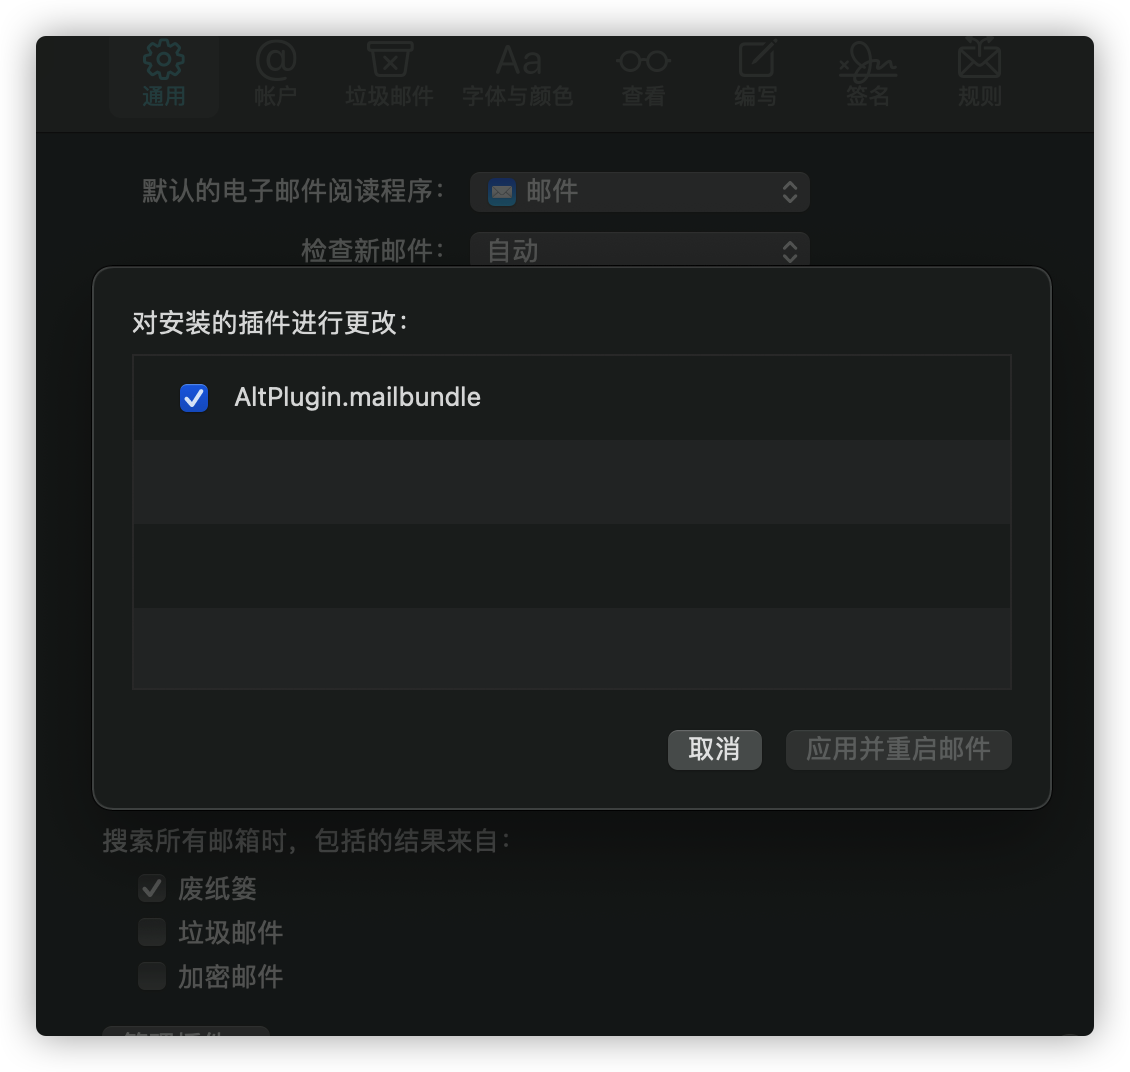 通用 帐户 垃圾邮件 字体与颜色 查看 编写 签名 规则
默认的电子邮件阅读程序： 邮件
检查新邮件： 自动
对安装的插件进行更改：
AltPlugin.mailbundle
取消 应用并重启邮件
搜索所有邮箱时，包括的结果来自：
废纸篓
垃圾邮件
加密邮件